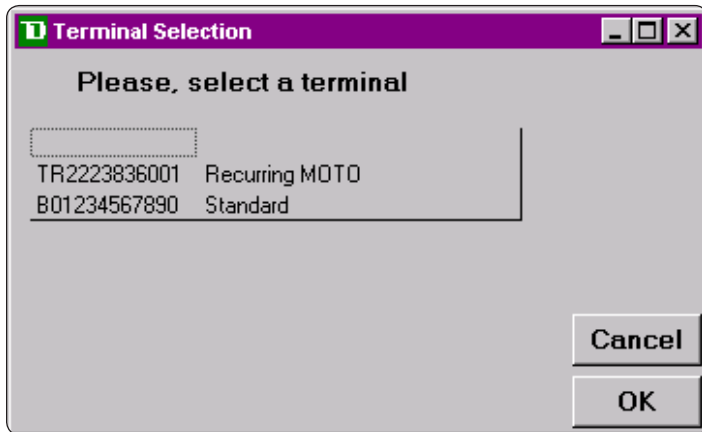 TD Terminal Selection
Please, select a terminal
TR2223836001 Recurring MOTO
B01234567890 Standard
Cancel
OK